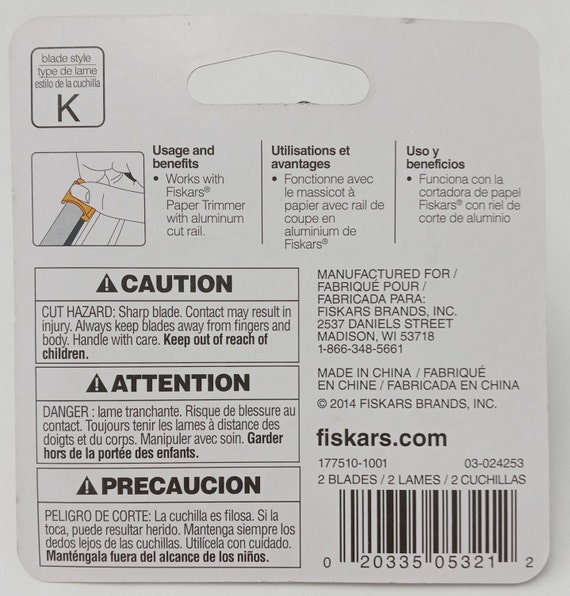 blade style
type de lame
estilo de la cuchilla
K
Usage and
benefits
• Works with
Fiskars®
Paper Trimmer
with aluminum
cut rail.
Utilisations et
avantages
• Fonctionne avec
le massicot à
papier avec rail de
coupe en
aluminium de
Fiskars®
Uso y
beneficios
• Funciona con la
cortadora de papel
Fiskars® con riel de
corte de aluminio
CAUTION
CUT HAZARD: Sharp blade. Contact may result in
injury. Always keep blades away from fingers and
body. Handle with care. Keep out of reach of
children.
ATTENTION
DANGER : lame tranchante. Risque de blessure au
contact. Toujours tenir les lames à distance des
doigts et du corps. Manipuler avec soin. Garder
hors de la portée des enfants.
PRECAUCION
PELIGRO DE CORTE: La cuchilla es filosa. Si la
toca, puede resultar herido. Mantenga siempre los
dedos lejos de las cuchillas. Utilícela con cuidado.
Manténgala fuera del alcance de los niños.
MANUFACTURED FOR /
FABRIQUÉ POUR /
FABRICADA PARA:
FISKARS BRANDS, INC.
2537 DANIELS STREET
MADISON, WI 53718
1-866-348-5661
MADE IN CHINA / FABRIQUÉ
EN CHINE / FABRICADA EN CHINA
© 2014 FISKARS BRANDS, INC.
fiskars.com
177510-1001 03-024253
2 BLADES / 2 LAMES / 2 CUCHILLAS
0 20335 05321 2